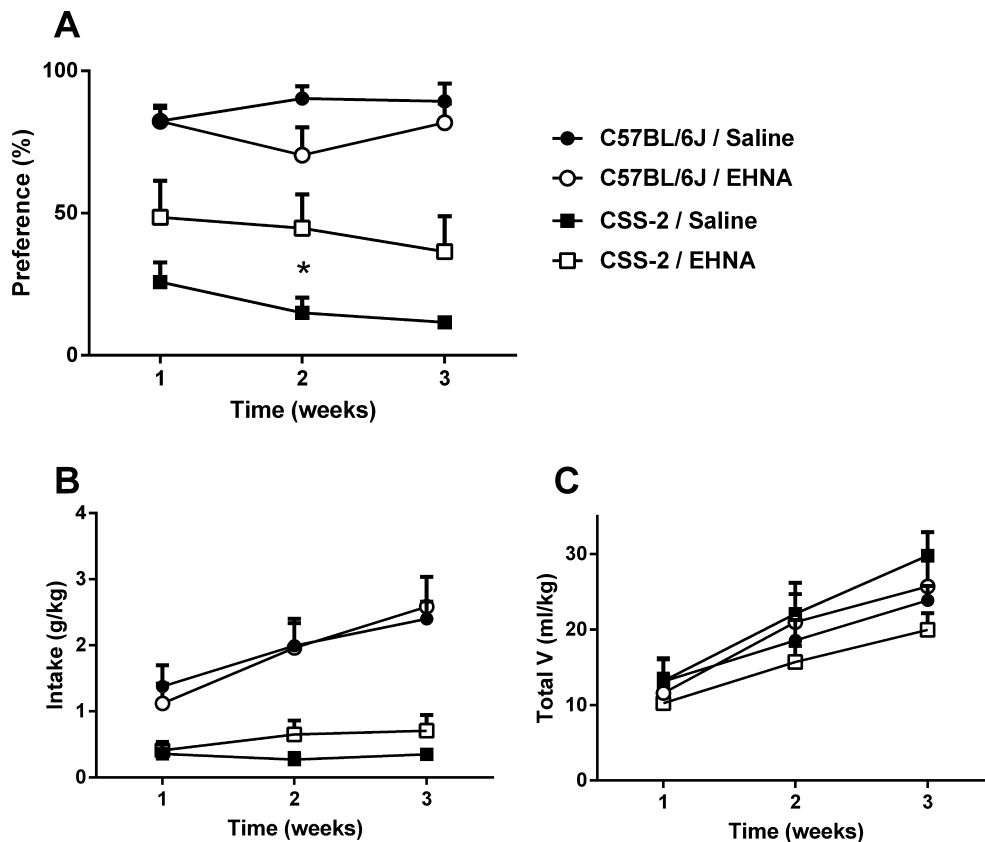 A
100
50
0
Preference (%)
*
1 2 3
Time (weeks)
C57BL/6J / Saline
C57BL/6J / EHNA
CSS-2 / Saline
CSS-2 / EHNA
B
4
3
2
1
0
Intake (g/kg)
1 2 3
Time (weeks)
C
30
20
10
0
Total V (ml/kg)
1 2 3
Time (weeks)